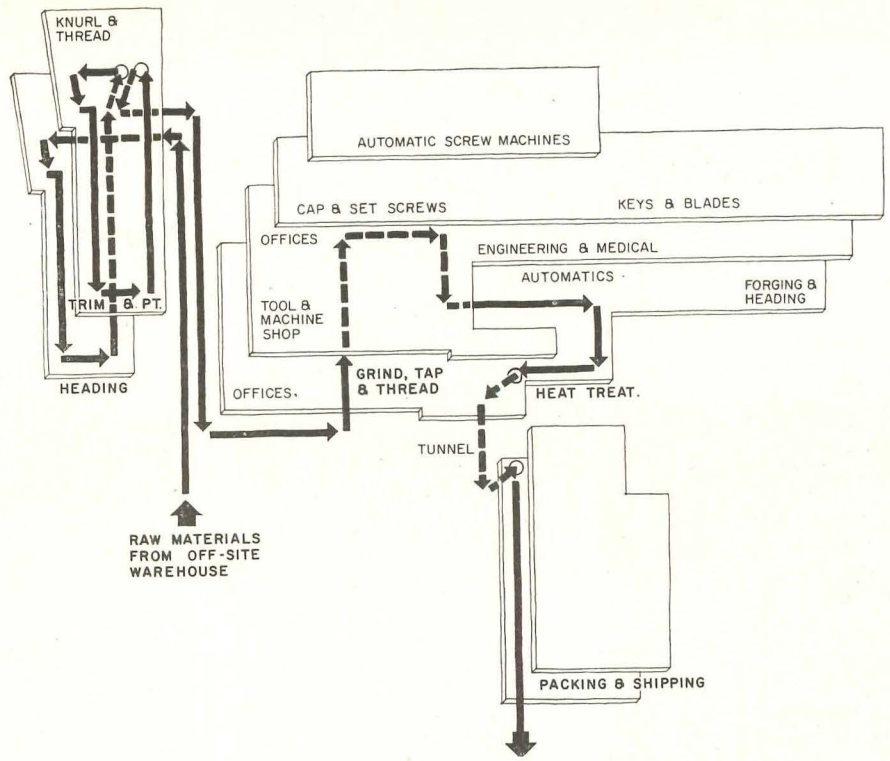 KNURL &
THREAD
AUTOMATIC SCREW MACHINES
CAP & SET SCREWS
KEYS & BLADES
OFFICES
ENGINEERING & MEDICAL
AUTOMATICS
FORGING &
HEADING
TOOL &
MACHINE
SHOP
TRIM & PT.
HEADING
GRIND, TAP
& THREAD
OFFICES.
HEAT TREAT.
TUNNEL
RAW MATERIALS
FROM OFF-SITE
WAREHOUSE
PACKING & SHIPPING